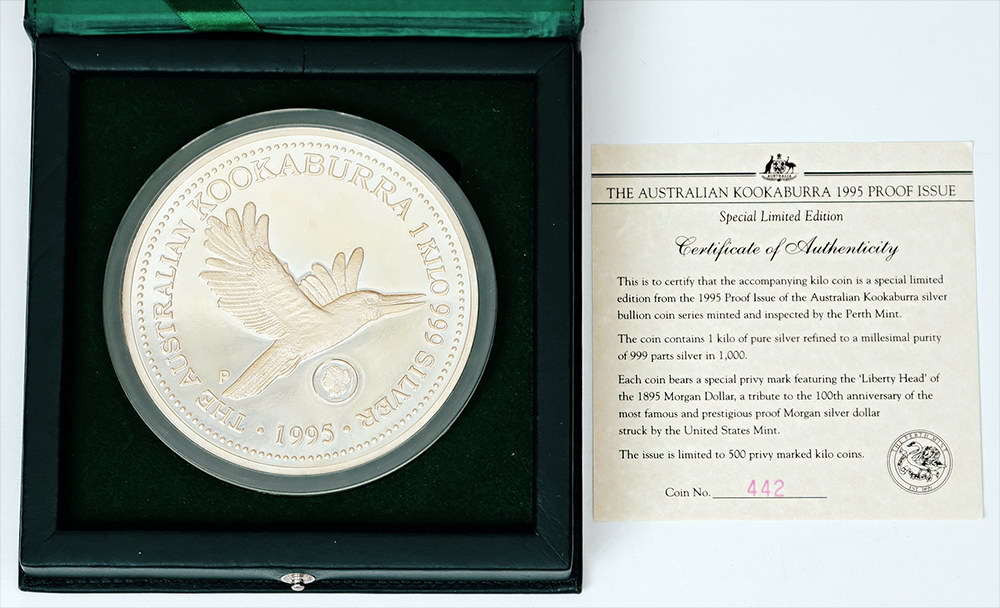 THE AUSTRALIAN KOOKABURRA 1 KILO 999 SILVER
P
· 1995 ·
THE AUSTRALIAN KOOKABURRA 1995 PROOF ISSUE
Special Limited Edition
Certificate of Authenticity
This is to certify that the accompanying kilo coin is a special limited
edition from the 1995 Proof Issue of the Australian Kookaburra silver
bullion coin series minted and inspected by the Perth Mint.
The coin contains 1 kilo of pure silver refined to a millesimal purity
of 999 parts silver in 1,000.
Each coin bears a special privy mark featuring the 'Liberty Head' of
the 1895 Morgan Dollar, a tribute to the 100th anniversary of the
most famous and prestigious proof Morgan silver dollar
struck by the United States Mint.
The issue is limited to 500 privy marked kilo coins.
THE PERTH MINT
Coin No. 442